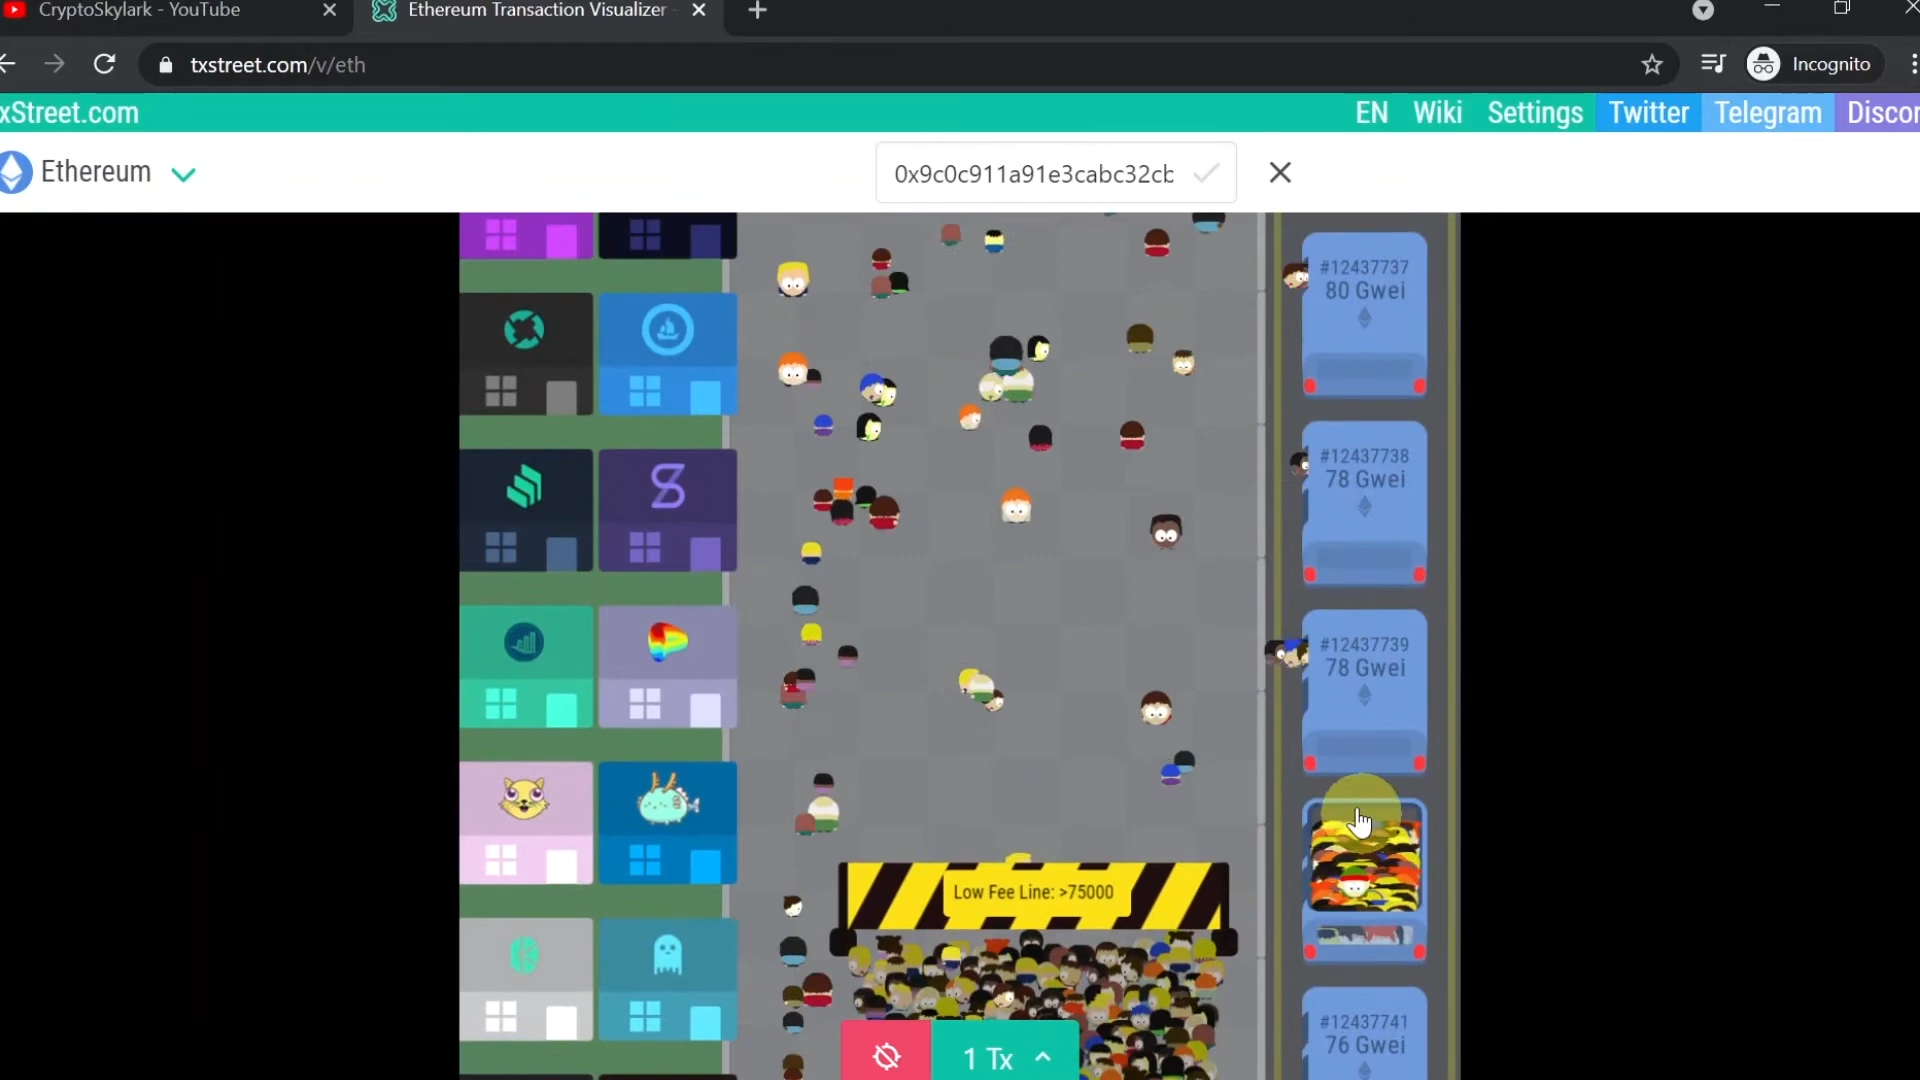 CryptoSkylark - YouTube
Ethereum Transaction Visualizer
txstreet.com/v/eth
Incognito
xStreet.com
EN Wiki Settings Twitter Telegram Discor
Ethereum
0x9c0c911a91e3cabc32cb
#12437737
80 Gwei
#12437738
78 Gwei
#12437739
78 Gwei
Low Fee Line: >75000
#12437741
76 Gwei
1 Tx